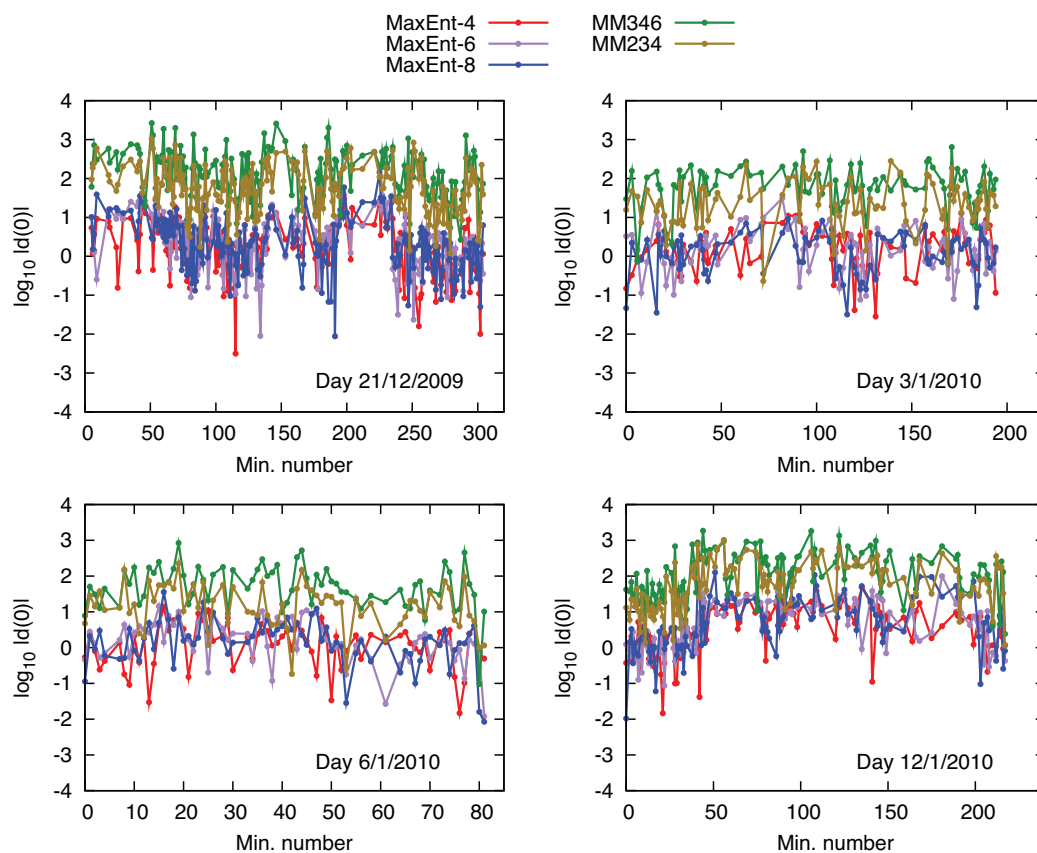 MaxEnt-4 MM346
MaxEnt-6 MM234
MaxEnt-8
4
3
2
1
0
-1
-2
-3
-4
log10 |d(0)|
Day 21/12/2009
0 50 100 150 200 250 300
Min. number
4
3
2
1
0
-1
-2
-3
-4
log10 |d(0)|
Day 3/1/2010
0 50 100 150 200
Min. number
4
3
2
1
0
-1
-2
-3
-4
log10 |d(0)|
Day 6/1/2010
0 10 20 30 40 50 60 70 80
Min. number
4
3
2
1
0
-1
-2
-3
-4
log10 |d(0)|
Day 12/1/2010
0 50 100 150 200
Min. number